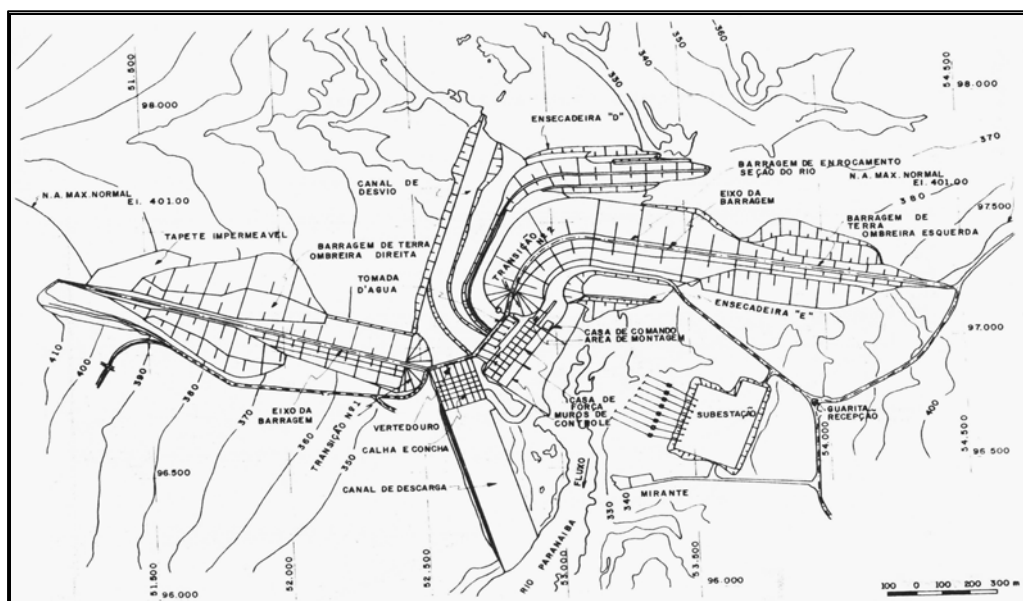 51.500
98.000
340
350
360
330
54.500
98.000
370
ENSECADEIRA "D"
BARRAGEM DE ENROCAMENTO
SEÇÃO DO RIO
N.A. MAX. NORMAL
El. 401.00
EIXO DA
BARRAGEM
380
97.500
CANAL DE
DESVIO
N.A. MAX. NORMAL
El. 401.00
TAPETE IMPERMEÁVEL
BARRAGEM DE TERRA
OMBREIRA DIREITA
TOMADA
D'AGUA
TRANSIÇÃO Nº 2
BARRAGEM DE
TERRA
OMBREIRA ESQUERDA
ENSECADEIRA "E"
97.000
CASA DE COMANDO
AREA DE MONTAGEM
410
400
390
380
370
360
350
EIXO DA
BARRAGEM
TRANSIÇÃO Nº 1
VERTEDOURO
CALHA E CONCHA
CANAL DE DESCARGA
CASA DE
FORÇA
MUROS DE
CONTROLE
SUBESTAÇÃO
GUARITA
RECEPÇÃO
400
54.000
54.500
96.500
96.500
FLUXO
330
340
MIRANTE
RIO PARANAIBA
51.500
96.000
52.000
52.500
53.000
53.500
96.000
100 0 100 200 300 m